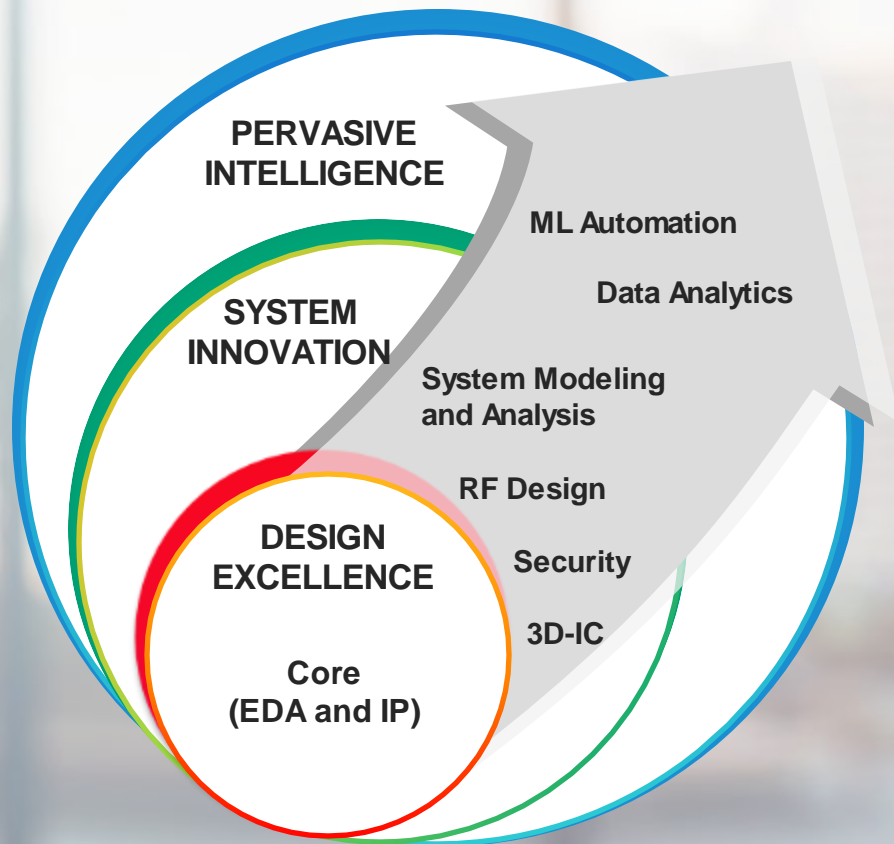 PERVASIVE
INTELLIGENCE
ML Automation
Data Analytics
SYSTEM
INNOVATION
System Modeling
and Analysis
RF Design
DESIGN
EXCELLENCE
Security
3D-IC
Core
(EDA and IP)